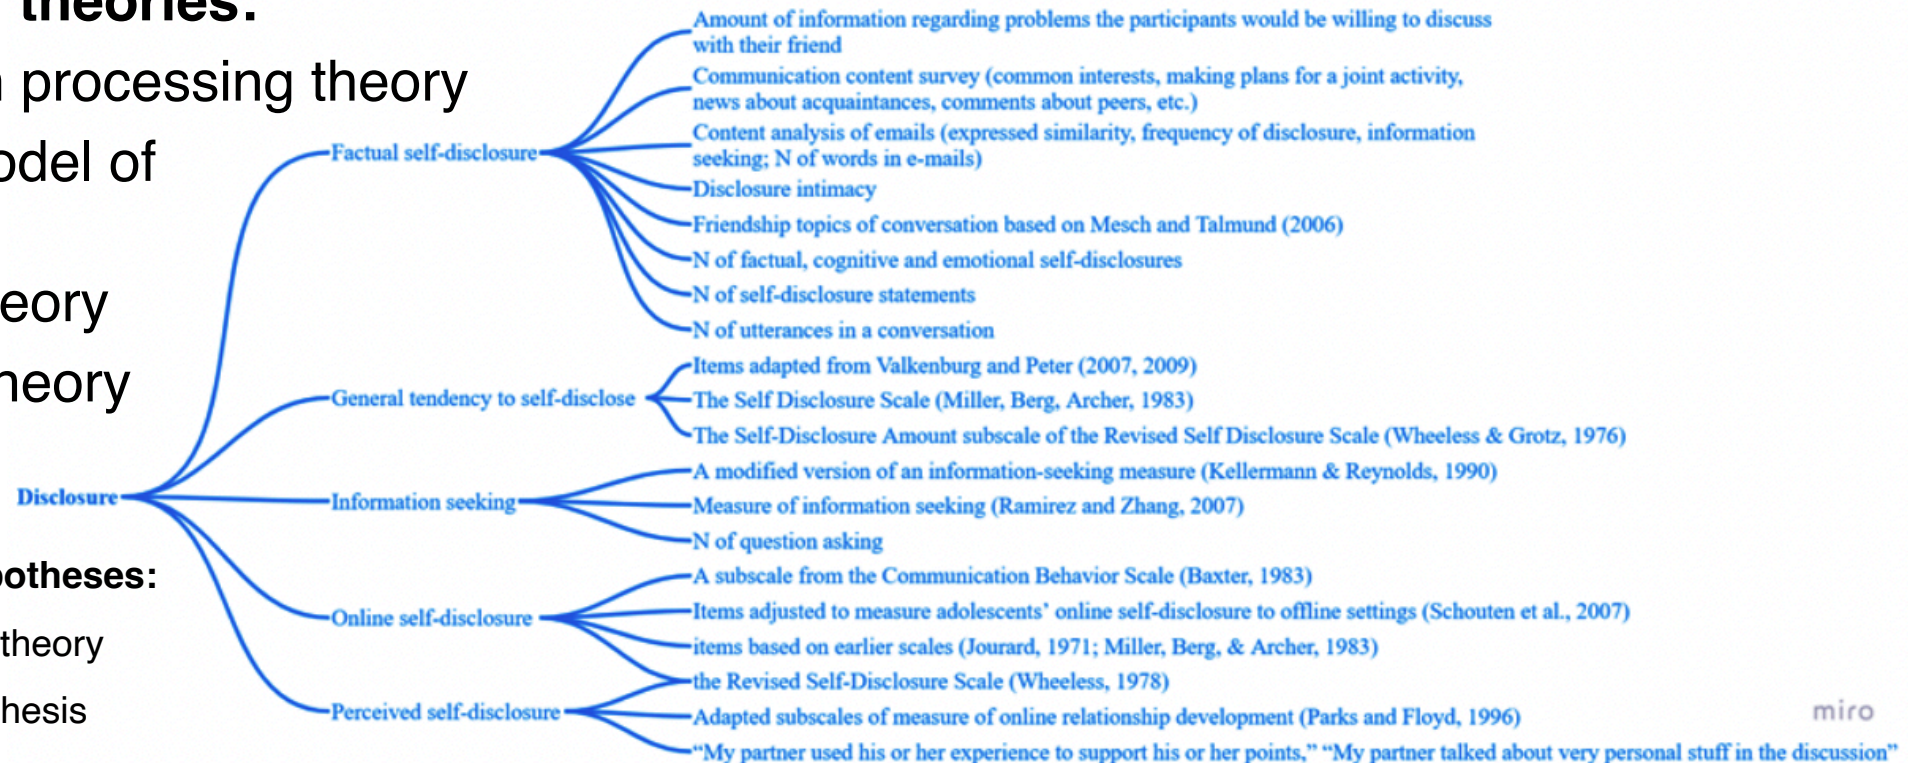 theories:
processing theory
odel of
eory
heory
potheses:
theory
hesis
Disclosure
Factual self-disclosure
Amount of information regarding problems the participants would be willing to discuss
with their friend
Communication content survey (common interests, making plans for a joint activity,
news about acquaintances, comments about peers, etc.)
Content analysis of emails (expressed similarity, frequency of disclosure, information
seeking; N of words in e-mails)
Disclosure intimacy
Friendship topics of conversation based on Mesch and Talmund (2006)
N of factual, cognitive and emotional self-disclosures
N of self-disclosure statements
N of utterances in a conversation
General tendency to self-disclose
Items adapted from Valkenburg and Peter (2007, 2009)
The Self Disclosure Scale (Miller, Berg, Archer, 1983)
The Self-Disclosure Amount subscale of the Revised Self Disclosure Scale (Wheeless & Grotz, 1976)
Information seeking
A modified version of an information-seeking measure (Kellermann & Reynolds, 1990)
Measure of information seeking (Ramirez and Zhang, 2007)
N of question asking
Online self-disclosure
A subscale from the Communication Behavior Scale (Baxter, 1983)
Items adjusted to measure adolescents’ online self-disclosure to offline settings (Schouten et al., 2007)
items based on earlier scales (Jourard, 1971; Miller, Berg, & Archer, 1983)
the Revised Self-Disclosure Scale (Wheeless, 1978)
Perceived self-disclosure
Adapted subscales of measure of online relationship development (Parks and Floyd, 1996)
“My partner used his or her experience to support his or her points,” “My partner talked about very personal stuff in the discussion”
miro